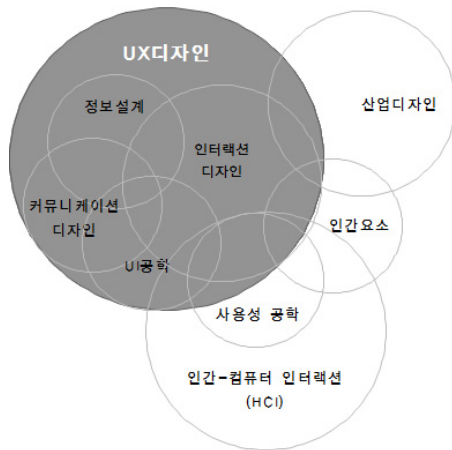 UX디자인
정보설계
산업디자인
인터랙션
디자인
커뮤니케이션
디자인
인간요소
UI공학
사용성 공학
인간-컴퓨터 인터랙션
(HCI)